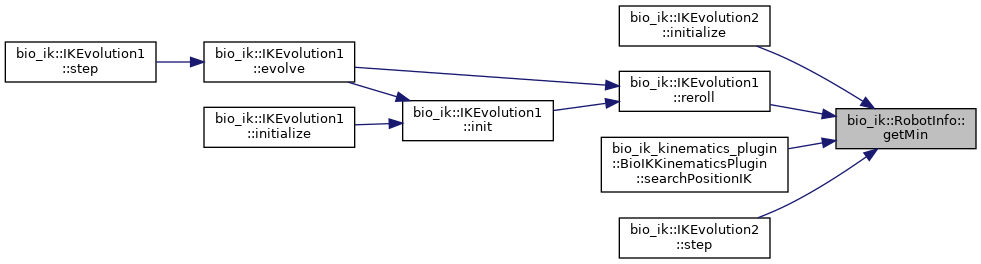 bio_ik::IKEvolution1
::step
bio_ik::IKEvolution1
::evolve
bio_ik::IKEvolution1
::initialize
bio_ik::IKEvolution1
::init
bio_ik::IKEvolution2
::initialize
bio_ik::IKEvolution1
::reroll
bio_ik_kinematics_plugin
::BioIKKinematicsPlugin
::searchPositionIK
bio_ik::IKEvolution2
::step
bio_ik::RobotInfo::
getMin